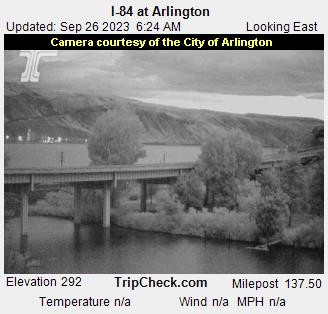 I-84 at Arlington
Updated: Sep 26 2023 6:24 AM Looking East
Camera courtesy of the City of Arlington
Elevation 292 TripCheck.com Milepost 137.50
Temperature n/a Wind n/a MPH n/a